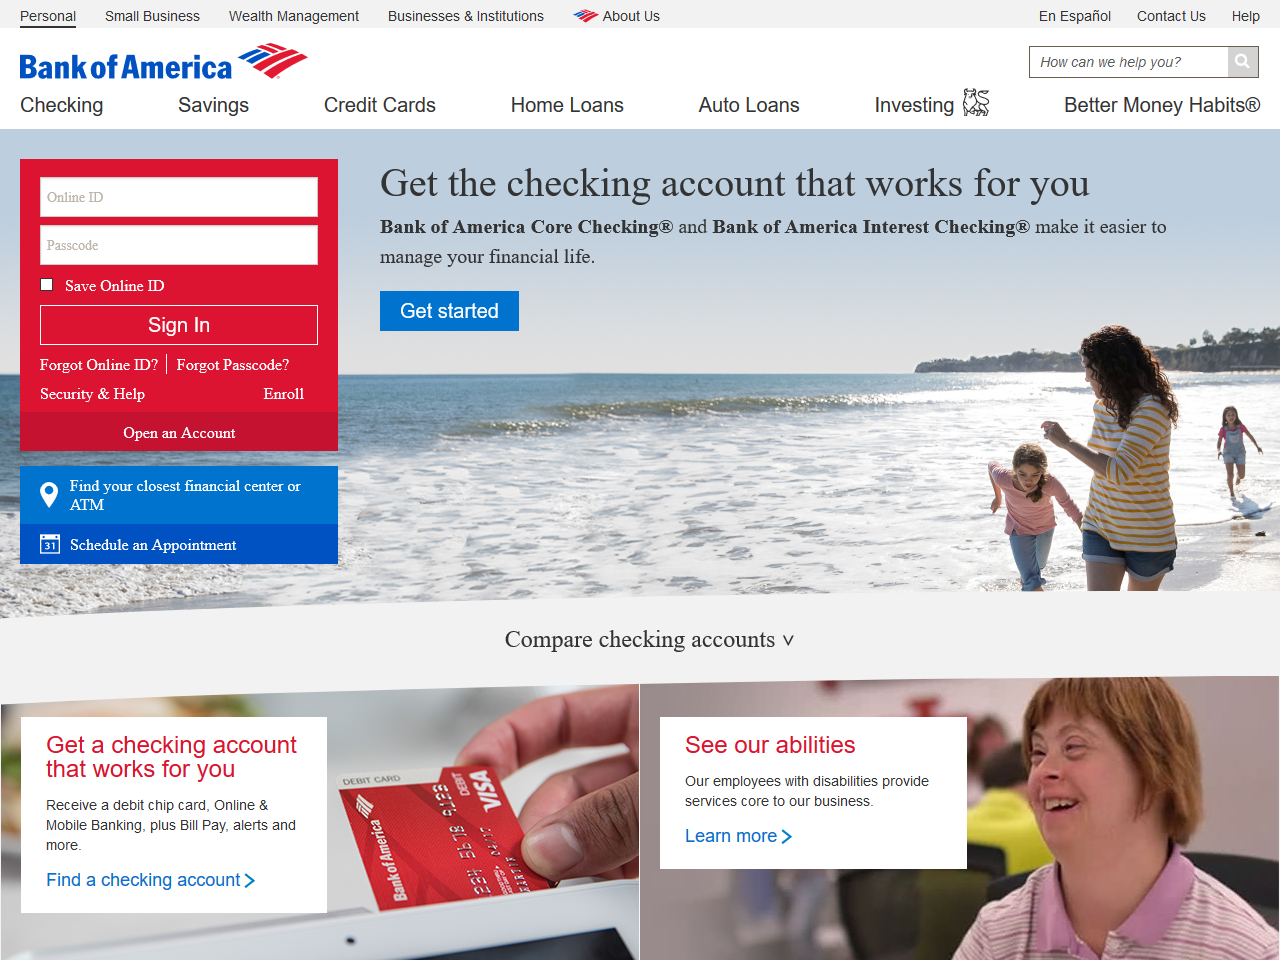 Personal Small Business Wealth Management Businesses & Institutions About Us En Español Contact Us Help
Bank of America
How can we help you?
Checking Savings Credit Cards Home Loans Auto Loans Investing Better Money Habits®
Online ID
Passcode
Save Online ID
Sign In
Forgot Online ID? Forgot Passcode?
Security & Help Enroll
Open an Account
Find your closest financial center or
ATM
31 Schedule an Appointment
Get the checking account that works for you
Bank of America Core Checking® and Bank of America Interest Checking® make it easier to
manage your financial life.
Get started
Compare checking accounts
Get a checking account
that works for you
Receive a debit chip card, Online &
Mobile Banking, plus Bill Pay, alerts and
more.
Find a checking account
DEBIT CARD
Bank of America
DEBIT
VISA
See our abilities
Our employees with disabilities provide
services core to our business.
Learn more